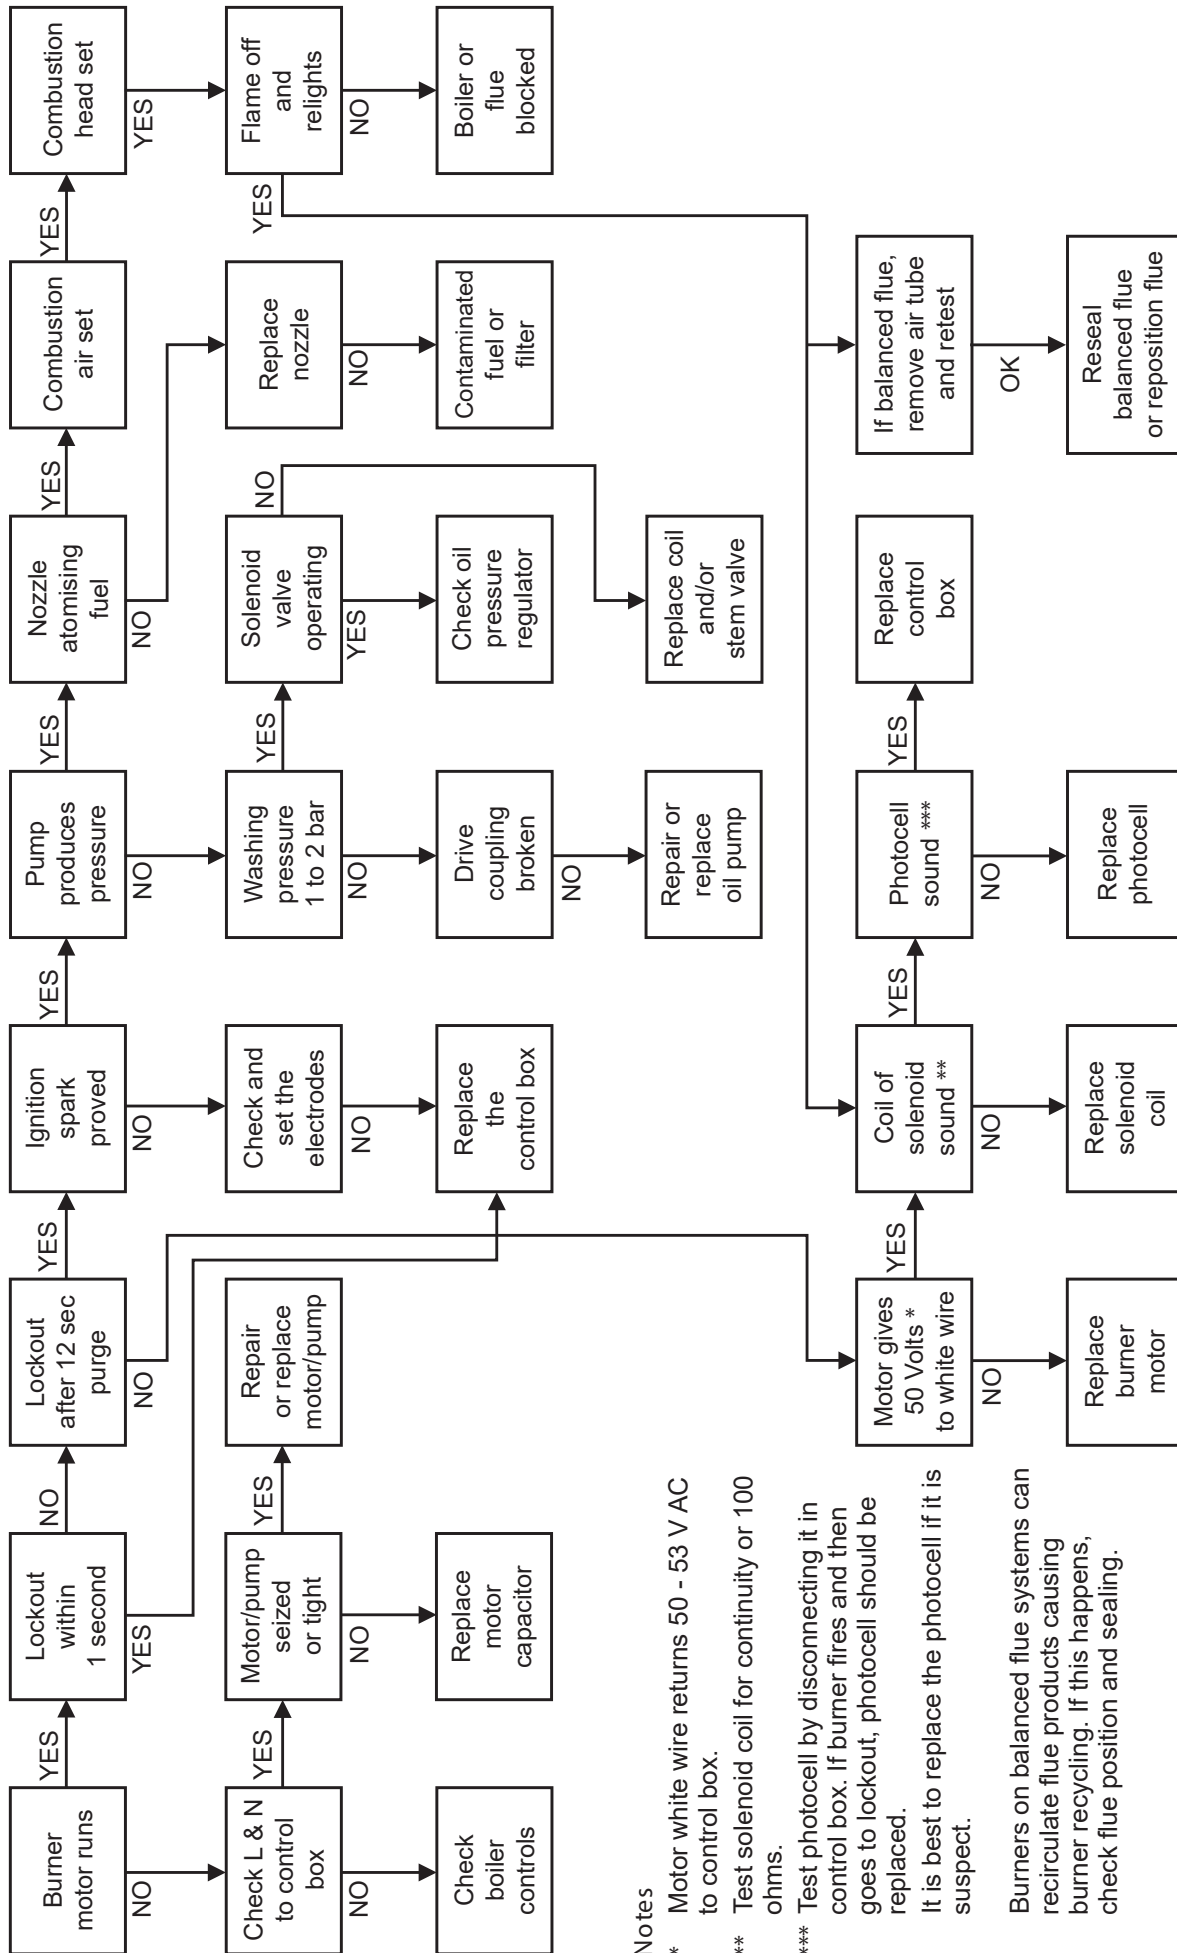 Burner
motor runs
YES
NO
Lockout
within
1 second
NO
YES
Lockout
after 12 sec
purge
YES
NO
Ignition
spark
proved
YES
NO
Pump
produces
pressure
YES
NO
Nozzle
atomising
fuel
YES
NO
Combustion
air set
YES
Combustion
head set
YES
Check L & N
to control
box
YES
NO
Motor/pump
seized
or tight
YES
NO
Repair
or replace
motor/pump
Check and
set the
electrodes
NO
Washing
pressure
1 to 2 bar
YES
NO
Solenoid
valve
operating
NO
YES
Replace
nozzle
NO
Flame off
and
relights
YES
NO
Check
boiler
controls
Replace
motor
capacitor
Replace
the
control box
Drive
coupling
broken
NO
Check oil
pressure
regulator
Contaminated
fuel or
filter
Boiler or
flue
blocked
Repair or
replace
oil pump
Replace coil
and/or
stem valve
Motor gives
50 Volts *
to white wire
YES
NO
Coil of
solenoid
sound **
YES
NO
Photocell
sound ***
YES
NO
Replace
control
box
If balanced flue,
remove air tube
and retest
OK
Replace
burner
motor
Replace
solenoid
coil
Replace
photocell
Reseal
balanced flue
or reposition flue
Notes
* Motor white wire returns 50 - 53 V AC
to control box.
** Test solenoid coil for continuity or 100
ohms.
*** Test photocell by disconnecting it in
control box. If burner fires and then
goes to lockout, photocell should be
replaced.
It is best to replace the photocell if it is
suspect.
Burners on balanced flue systems can
recirculate flue products causing
burner recycling. If this happens,
check flue position and sealing.